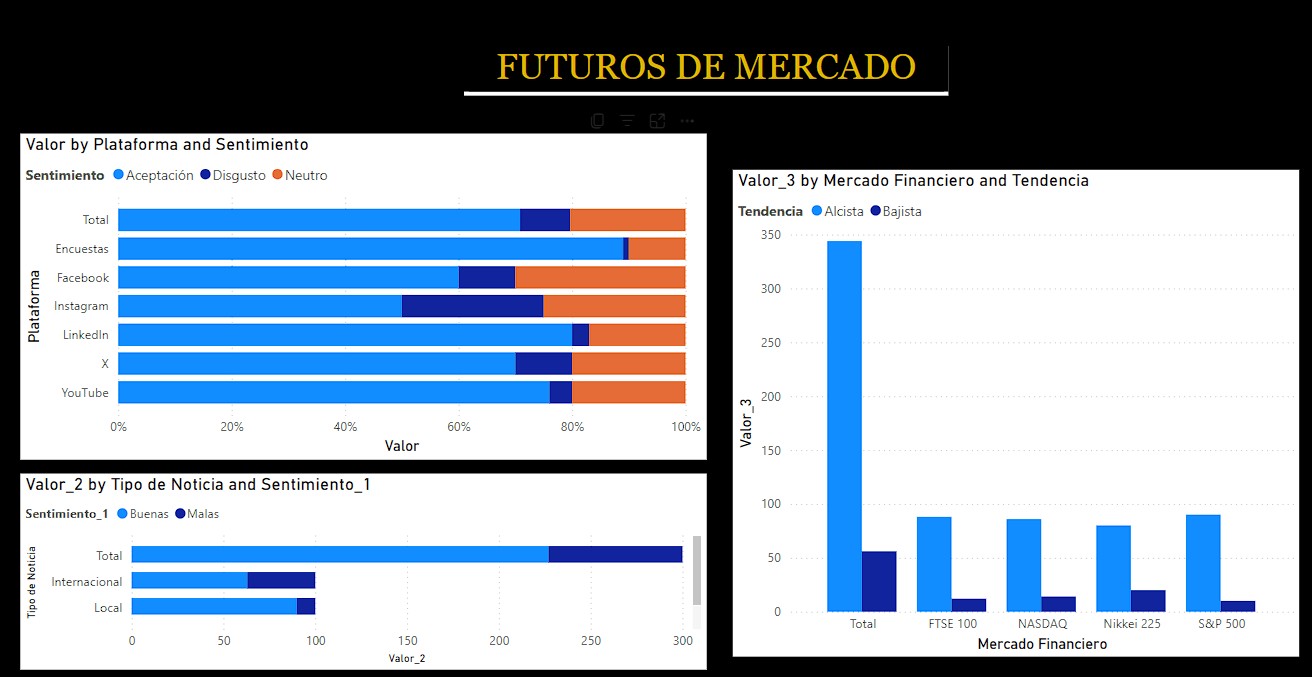 FUTUROS DE MERCADO
Valor by Plataforma and Sentimiento
Sentimiento Aceptación Disgusto Neutro
Plataforma
Total
Encuestas
Facebook
Instagram
LinkedIn
X
YouTube
0% 20% 40% 60% 80% 100%
Valor
Valor_2 by Tipo de Noticia and Sentimiento_1
Sentimiento_1 Buenas Malas
Tipo de Noticia
Total
Internacional
Local
0 50 100 150 200 250 300
Valor_2
Valor_3 by Mercado Financiero and Tendencia
Tendencia Alcista Bajista
Valor_3
350
300
250
200
150
100
50
0
Total FTSE 100 NASDAQ Nikkei 225 S&P 500
Mercado Financiero